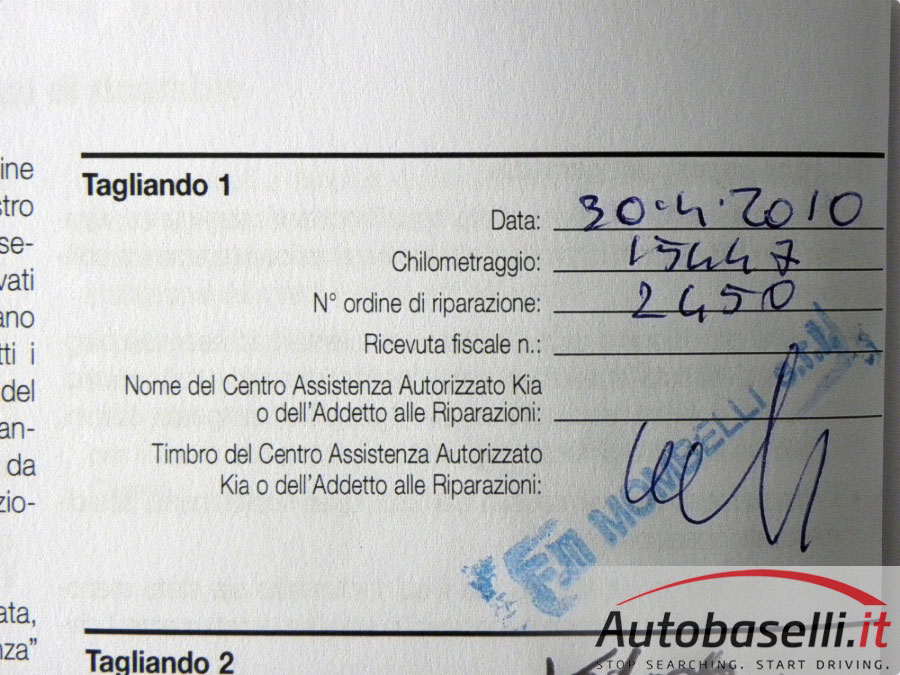 ine
stro
se-
vati
ano
tti i
del
an-
da
zio-
ata,
nza"
Tagliando 1
Data: 30.4.2010
Chilometraggio: 15447
N° ordine di riparazione: 2450
Ricevuta fiscale n.:
Nome del Centro Assistenza Autorizzato Kia
o dell'Addetto alle Riparazioni:
Timbro del Centro Assistenza Autorizzato
Kia o dell'Addetto alle Riparazioni:
MOMBELLI s.r.l.
Tagliando 2
Autobaselli.it
STOP SEARCHING. START DRIVING.